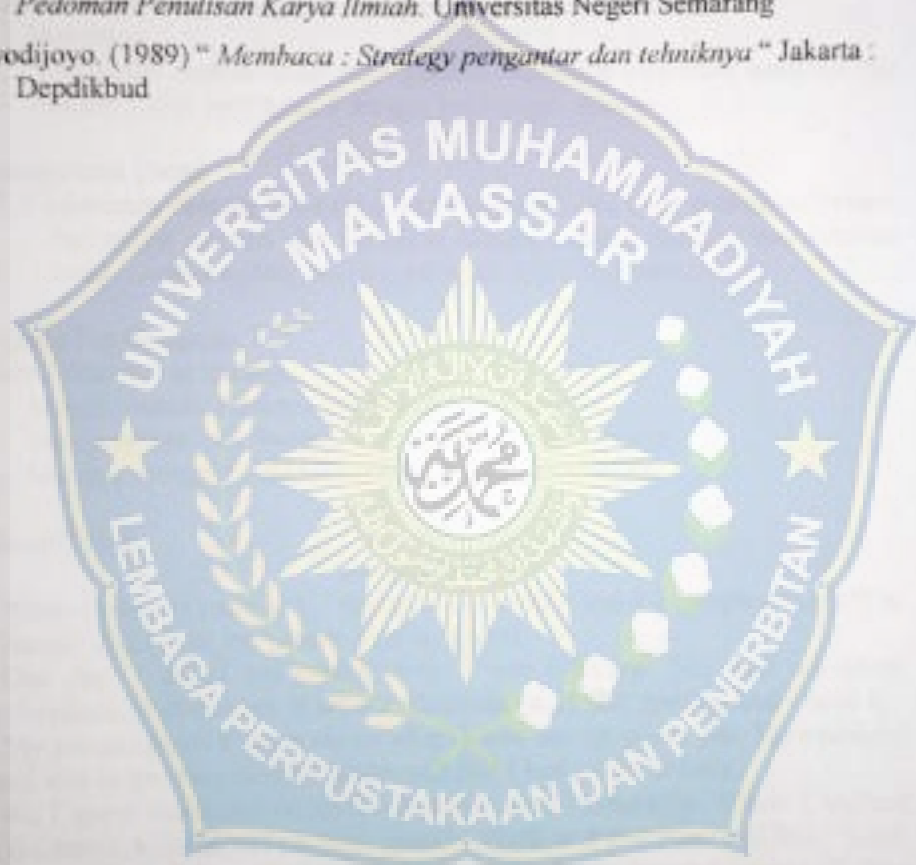 Pedoman Penulisan Karya Ilmiah. Universitas Negeri Semarang
odijoyo. (1989) “ Membaca : Strategy pengantar dan tehniknya “ Jakarta :
Depdikbud
UNIVERSITAS MUHAMMADIYAH
MAKASSAR
محمدية
LEMBAGA PERPUSTAKAAN DAN PENERBITAN